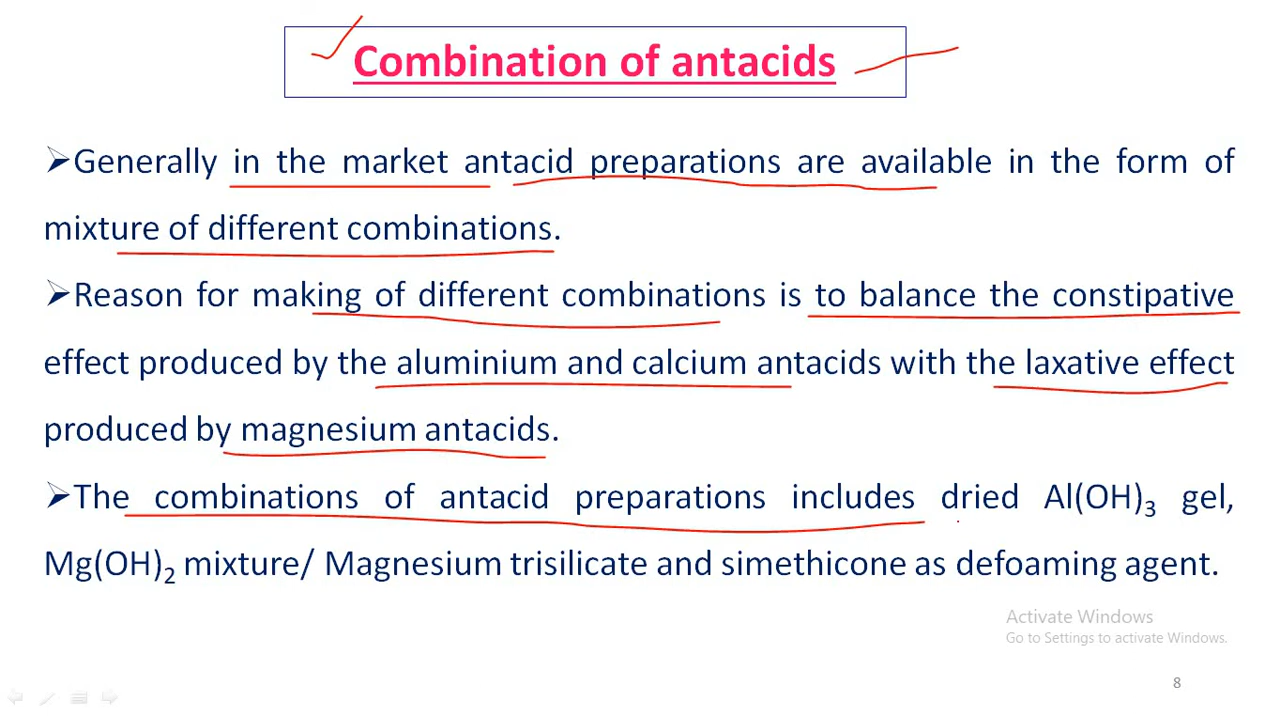 Combination of antacids
➢Generally in the market antacid preparations are available in the form of
mixture of different combinations.
➢Reason for making of different combinations is to balance the constipative
effect produced by the aluminium and calcium antacids with the laxative effect
produced by magnesium antacids.
➢The combinations of antacid preparations includes dried Al(OH)₃ gel,
Mg(OH)₂ mixture/ Magnesium trisilicate and simethicone as defoaming agent.
Activate Windows
Go to Settings to activate Windows.
8